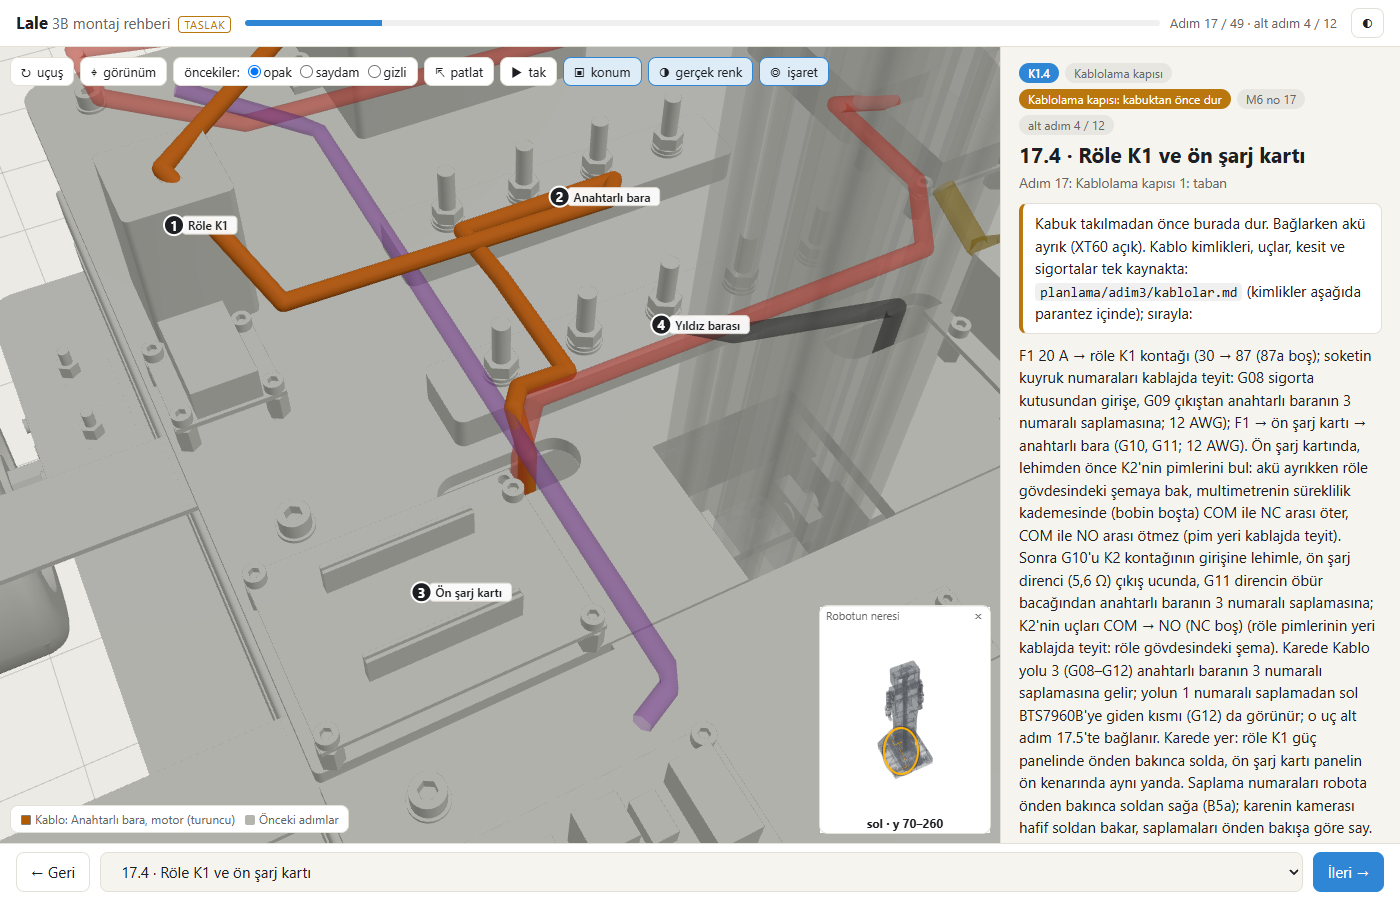 Lale 3B montaj rehberi TASLAK
Adım 17 / 49 · alt adım 4 / 12
↻ uçuş
⌖ görünüm
öncekiler: opak saydam gizli
⇱ patlat
▶ tak
▣ konum
◑ gerçek renk
◎ işaret
1 Röle K1
2 Anahtarlı bara
4 Yıldız barası
3 Ön şarj kartı
Robotun neresi ×
sol · y 70–260
Kablo: Anahtarlı bara, motor (turuncu) Önceki adımlar
K1.4 Kablolama kapısı
Kablolama kapısı: kabuktan önce dur M6 no 17
alt adım 4 / 12
17.4 · Röle K1 ve ön şarj kartı
Adım 17: Kablolama kapısı 1: taban
Kabuk takılmadan önce burada dur. Bağlarken akü
ayrık (XT60 açık). Kablo kimlikleri, uçlar, kesit ve
sigortalar tek kaynakta:
planlama/adim3/kablolar.md (kimlikler aşağıda
parantez içinde); sırayla:
F1 20 A → röle K1 kontağı (30 → 87 (87a boş); soketin
kuyruk numaraları kablajda teyit: G08 sigorta
kutusundan girişe, G09 çıkıştan anahtarlı baranın 3
numaralı saplamasına; 12 AWG); F1 → ön şarj kartı →
anahtarlı bara (G10, G11; 12 AWG). Ön şarj kartında,
lehimden önce K2'nin pimlerini bul: akü ayrıkken röle
gövdesindeki şemaya bak, multimetrenin süreklilik
kademesinde (bobin boşta) COM ile NC arası öter,
COM ile NO arası ötmez (pim yeri kablajda teyit).
Sonra G10'u K2 kontağının girişine lehimle, ön şarj
direnci (5,6 Ω) çıkış ucunda, G11 direncin öbür
bacağından anahtarlı baranın 3 numaralı saplamasına;
K2'nin uçları COM → NO (NC boş) (röle pimlerinin yeri
kablajda teyit: röle gövdesindeki şema). Karede Kablo
yolu 3 (G08–G12) anahtarlı baranın 3 numaralı
saplamasına gelir; yolun 1 numaralı saplamadan sol
BTS7960B'ye giden kısmı (G12) da görünür; o uç alt
adım 17.5'te bağlanır. Karede yer: röle K1 güç
panelinde önden bakınca solda, ön şarj kartı panelin
ön kenarında aynı yanda. Saplama numaraları robota
önden bakınca soldan sağa (B5a); karenin kamerası
hafif soldan bakar, saplamaları önden bakışa göre say.
← Geri
17.4 · Röle K1 ve ön şarj kartı
İleri →